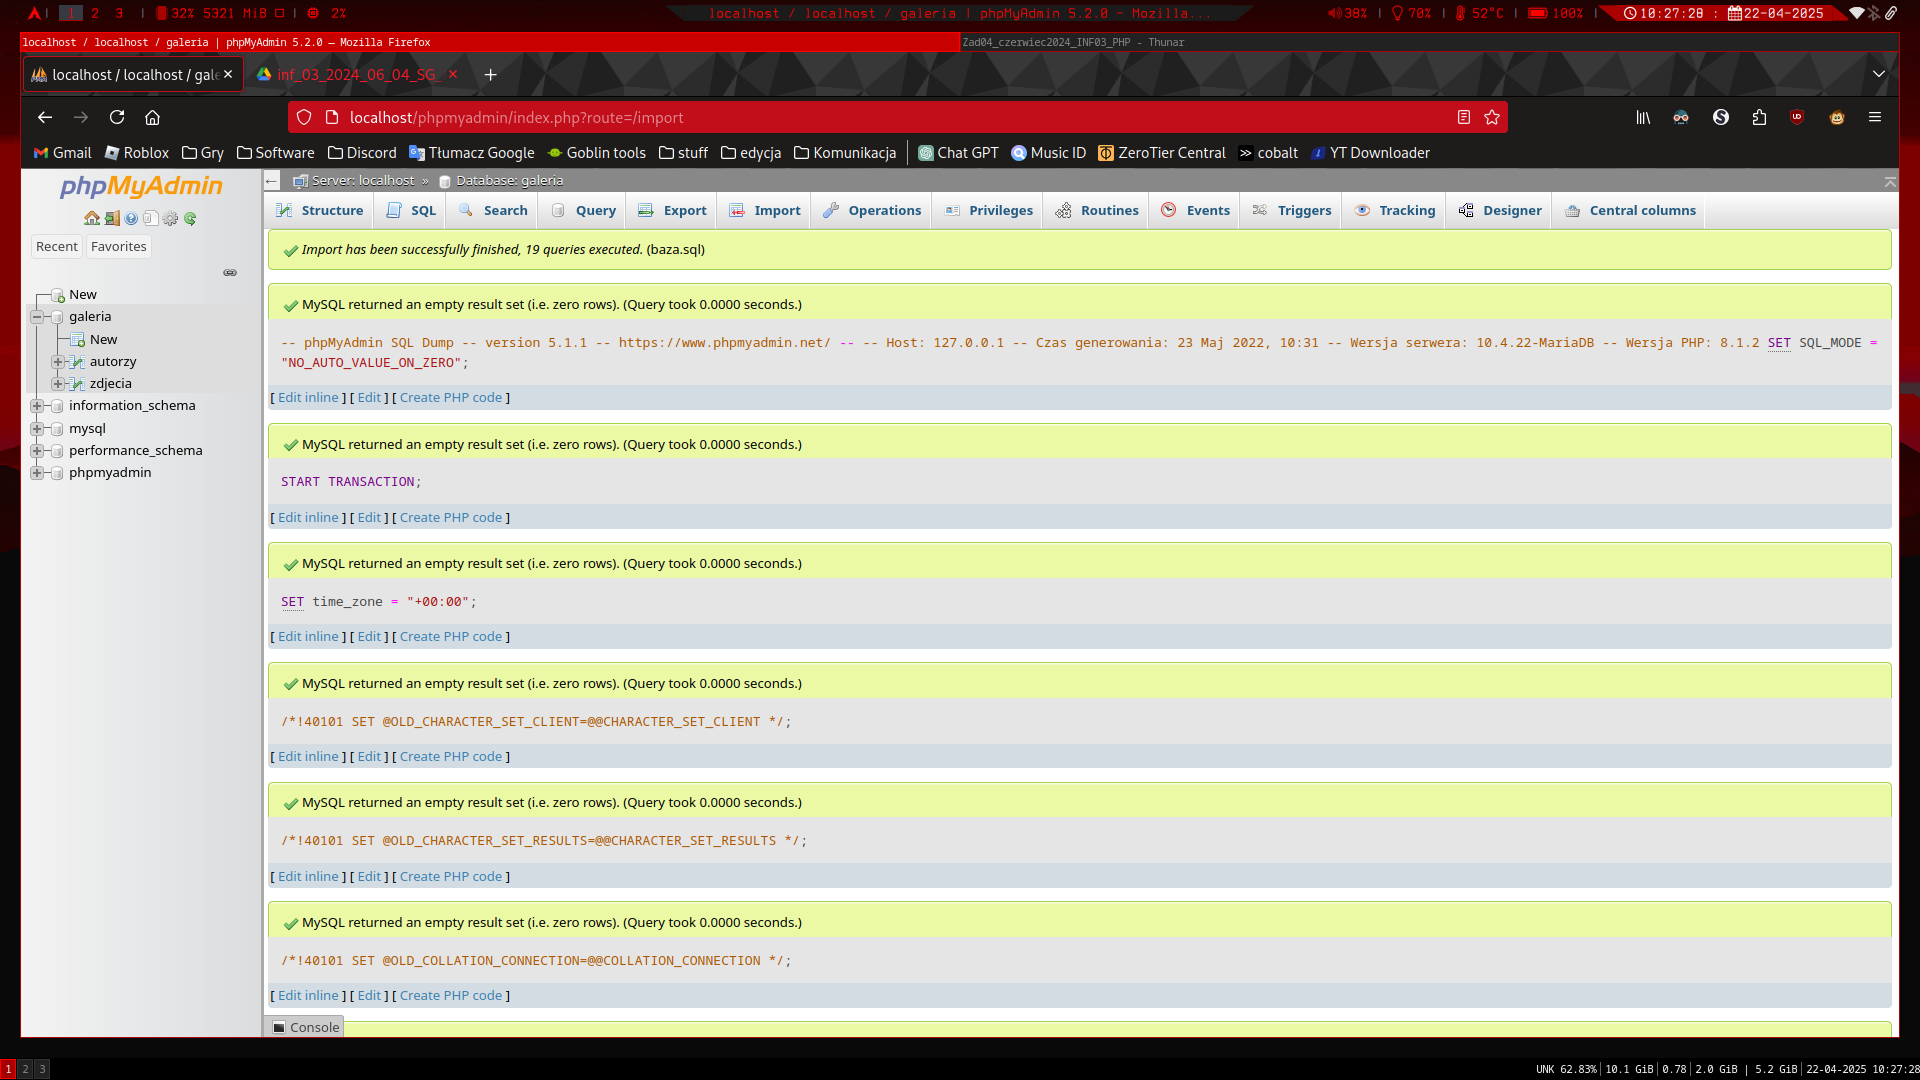 1 2 3 32% 5321 MiB 2%
localhost / localhost / galeria | phpMyAdmin 5.2.0 – Mozilla...
38% | 70% | 52°C | 100% 10:27:28 : 22-04-2025
localhost / localhost / galeria | phpMyAdmin 5.2.0 — Mozilla Firefox
Zad04_czerwiec2024_INF03_PHP - Thunar
localhost / localhost / gale
inf_03_2024_06_04_SG_
localhost/phpmyadmin/index.php?route=/import
Gmail Roblox Gry Software Discord Tłumacz Google Goblin tools stuff edycja Komunikacja Chat GPT Music ID ZeroTier Central cobalt YT Downloader
phpMyAdmin
Recent Favorites
New
galeria
New
autorzy
zdjecia
information_schema
mysql
performance_schema
phpmyadmin
Server: localhost » Database: galeria
Structure SQL Search Query Export Import Operations Privileges Routines Events Triggers Tracking Designer Central columns
Import has been successfully finished, 19 queries executed. (baza.sql)
MySQL returned an empty result set (i.e. zero rows). (Query took 0.0000 seconds.)
-- phpMyAdmin SQL Dump -- version 5.1.1 -- https://www.phpmyadmin.net/ -- -- Host: 127.0.0.1 -- Czas generowania: 23 Maj 2022, 10:31 -- Wersja serwera: 10.4.22-MariaDB -- Wersja PHP: 8.1.2 SET SQL_MODE =
"NO_AUTO_VALUE_ON_ZERO";
[ Edit inline ] [ Edit ] [ Create PHP code ]
MySQL returned an empty result set (i.e. zero rows). (Query took 0.0000 seconds.)
START TRANSACTION;
[ Edit inline ] [ Edit ] [ Create PHP code ]
MySQL returned an empty result set (i.e. zero rows). (Query took 0.0000 seconds.)
SET time_zone = "+00:00";
[ Edit inline ] [ Edit ] [ Create PHP code ]
MySQL returned an empty result set (i.e. zero rows). (Query took 0.0000 seconds.)
/*!40101 SET @OLD_CHARACTER_SET_CLIENT=@@CHARACTER_SET_CLIENT */;
[ Edit inline ] [ Edit ] [ Create PHP code ]
MySQL returned an empty result set (i.e. zero rows). (Query took 0.0000 seconds.)
/*!40101 SET @OLD_CHARACTER_SET_RESULTS=@@CHARACTER_SET_RESULTS */;
[ Edit inline ] [ Edit ] [ Create PHP code ]
MySQL returned an empty result set (i.e. zero rows). (Query took 0.0000 seconds.)
/*!40101 SET @OLD_COLLATION_CONNECTION=@@COLLATION_CONNECTION */;
[ Edit inline ] [ Edit ] [ Create PHP code ]
Console
1 2 3
UNK 62.83% | 10.1 GiB | 0.78 | 2.0 GiB | 5.2 GiB | 22-04-2025 10:27:28